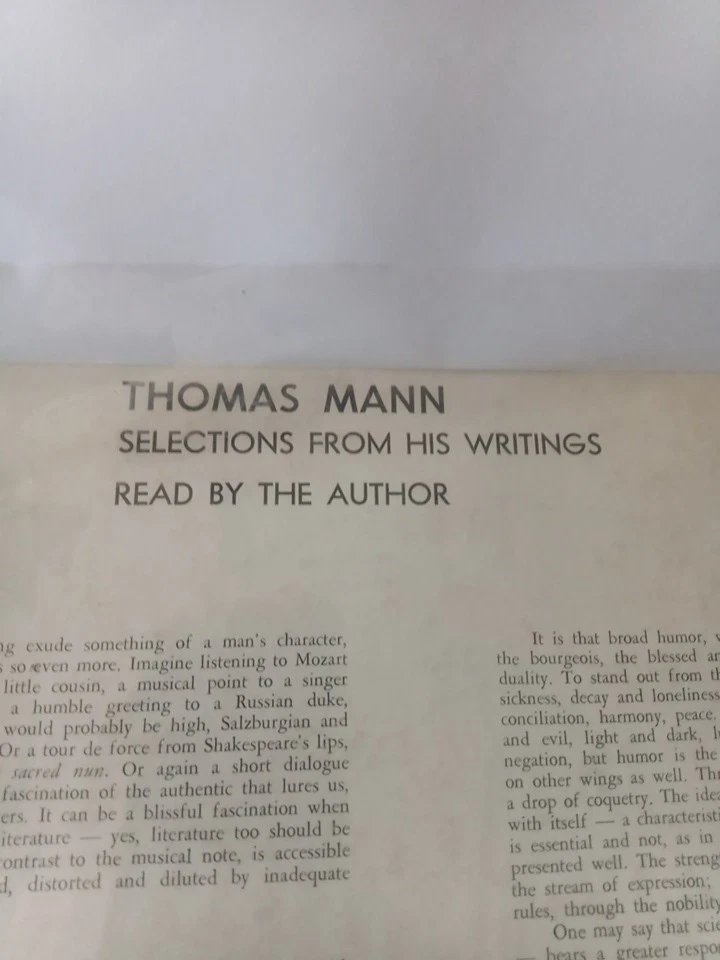 THOMAS MANN
SELECTIONS FROM HIS WRITINGS
READ BY THE AUTHOR
exude something of a man's character,
so even more. Imagine listening to Mozart
little cousin, a musical point to a singer
a humble greeting to a Russian duke,
would probably be high, Salzburgian and
Or a tour de force from Shakespeare's lips,
sacred nun. Or again a short dialogue
fascination of the authentic that lures us,
ers. It can be a blissful fascination when
iterature — yes, literature too should be
ontrast to the musical note, is accessible
d, distorted and diluted by inadequate
It is that broad humor,
the bourgeois, the blessed
duality. To stand out from
sickness, decay and loneliness
conciliation, harmony, peace.
and evil, light and dark,
negation, but humor is the
on other wings as well.
a drop of coquetry. The
with itself — a
is essential and not, as in
presented well. The
the stream of expression;
rules, through the nobility
One may say that
— bears a greater